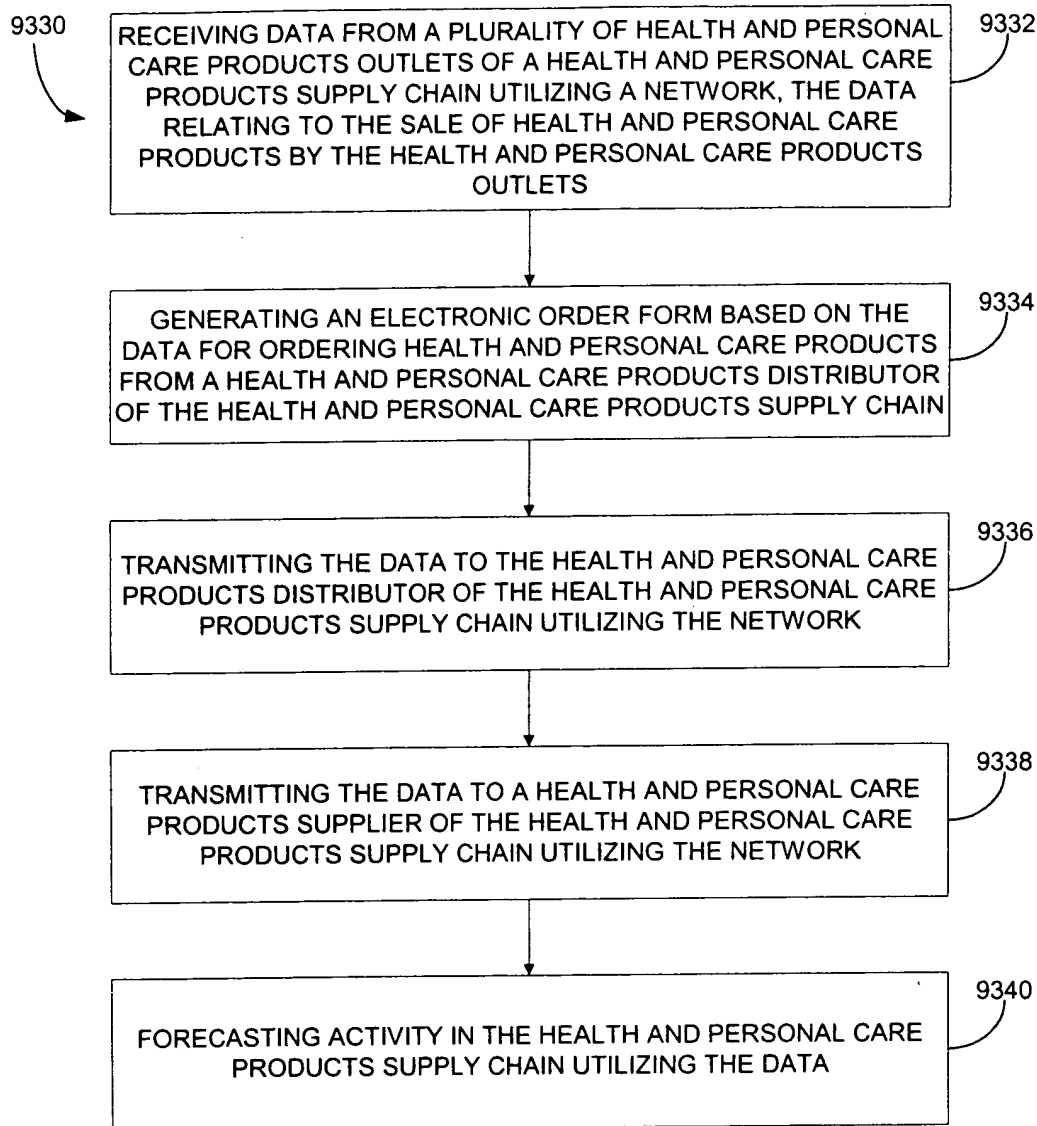 9330
9332
RECEIVING DATA FROM A PLURALITY OF HEALTH AND PERSONAL
CARE PRODUCTS OUTLETS OF A HEALTH AND PERSONAL CARE
PRODUCTS SUPPLY CHAIN UTILIZING A NETWORK, THE DATA
RELATING TO THE SALE OF HEALTH AND PERSONAL CARE
PRODUCTS BY THE HEALTH AND PERSONAL CARE PRODUCTS
OUTLETS
9334
GENERATING AN ELECTRONIC ORDER FORM BASED ON THE
DATA FOR ORDERING HEALTH AND PERSONAL CARE PRODUCTS
FROM A HEALTH AND PERSONAL CARE PRODUCTS DISTRIBUTOR
OF THE HEALTH AND PERSONAL CARE PRODUCTS SUPPLY CHAIN
9336
TRANSMITTING THE DATA TO THE HEALTH AND PERSONAL CARE
PRODUCTS DISTRIBUTOR OF THE HEALTH AND PERSONAL CARE
PRODUCTS SUPPLY CHAIN UTILIZING THE NETWORK
9338
TRANSMITTING THE DATA TO A HEALTH AND PERSONAL CARE
PRODUCTS SUPPLIER OF THE HEALTH AND PERSONAL CARE
PRODUCTS SUPPLY CHAIN UTILIZING THE NETWORK
9340
FORECASTING ACTIVITY IN THE HEALTH AND PERSONAL CARE
PRODUCTS SUPPLY CHAIN UTILIZING THE DATA